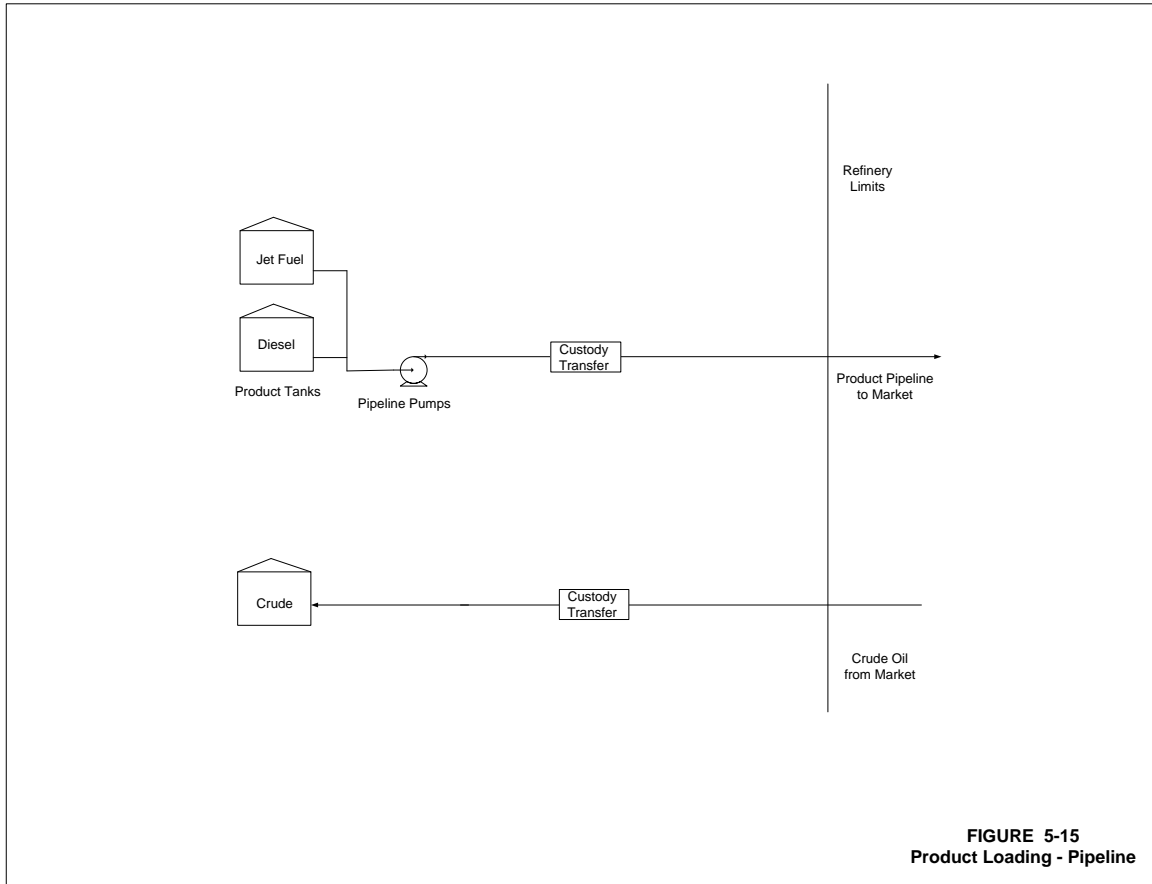 Refinery
Limits
Jet Fuel
Diesel
Product Tanks
Pipeline Pumps
Custody
Transfer
Product Pipeline
to Market
Crude
Custody
Transfer
Crude Oil
from Market
FIGURE 5-15
Product Loading - Pipeline